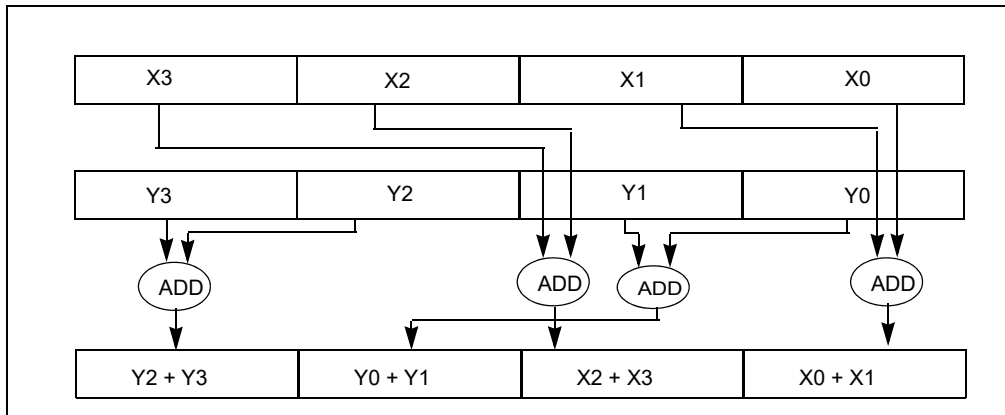 X3 X2 X1 X0
Y3 Y2 Y1 Y0
ADD ADD ADD ADD
Y2 + Y3 Y0 + Y1 X2 + X3 X0 + X1